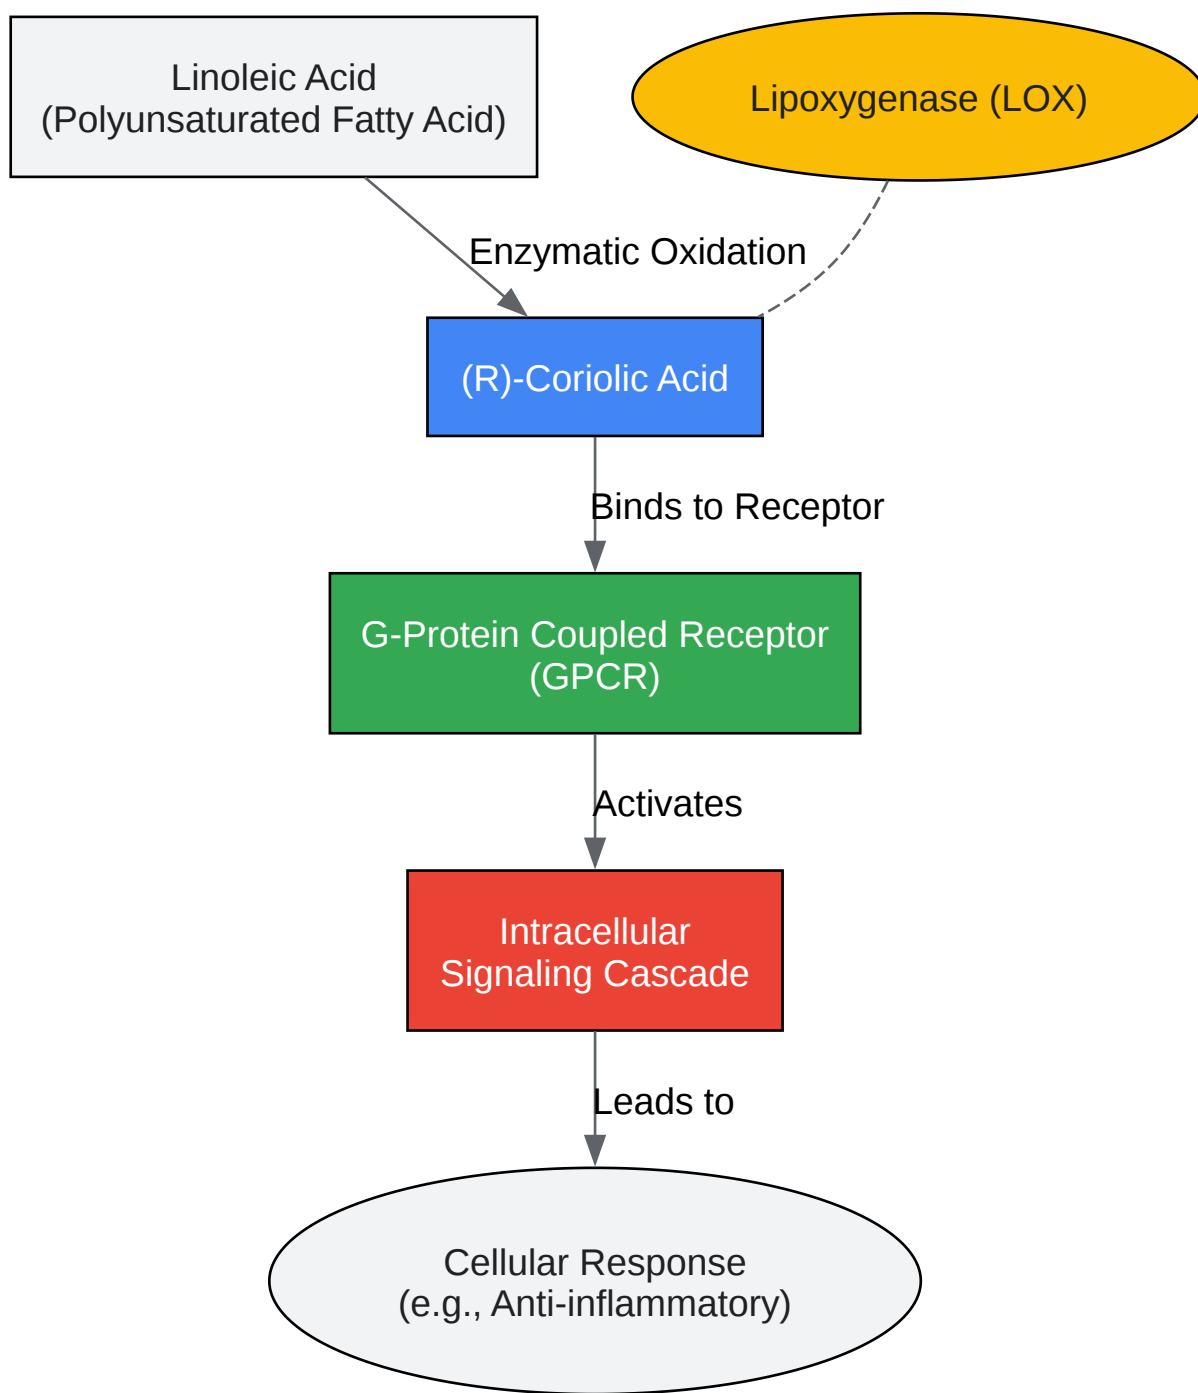 Linoleic Acid
(Polyunsaturated Fatty Acid)
Lipoxygenase (LOX)
Enzymatic Oxidation
(R)-Coriolic Acid
Binds to Receptor
G-Protein Coupled Receptor
(GPCR)
Activates
Intracellular
Signaling Cascade
Leads to
Cellular Response
(e.g., Anti-inflammatory)